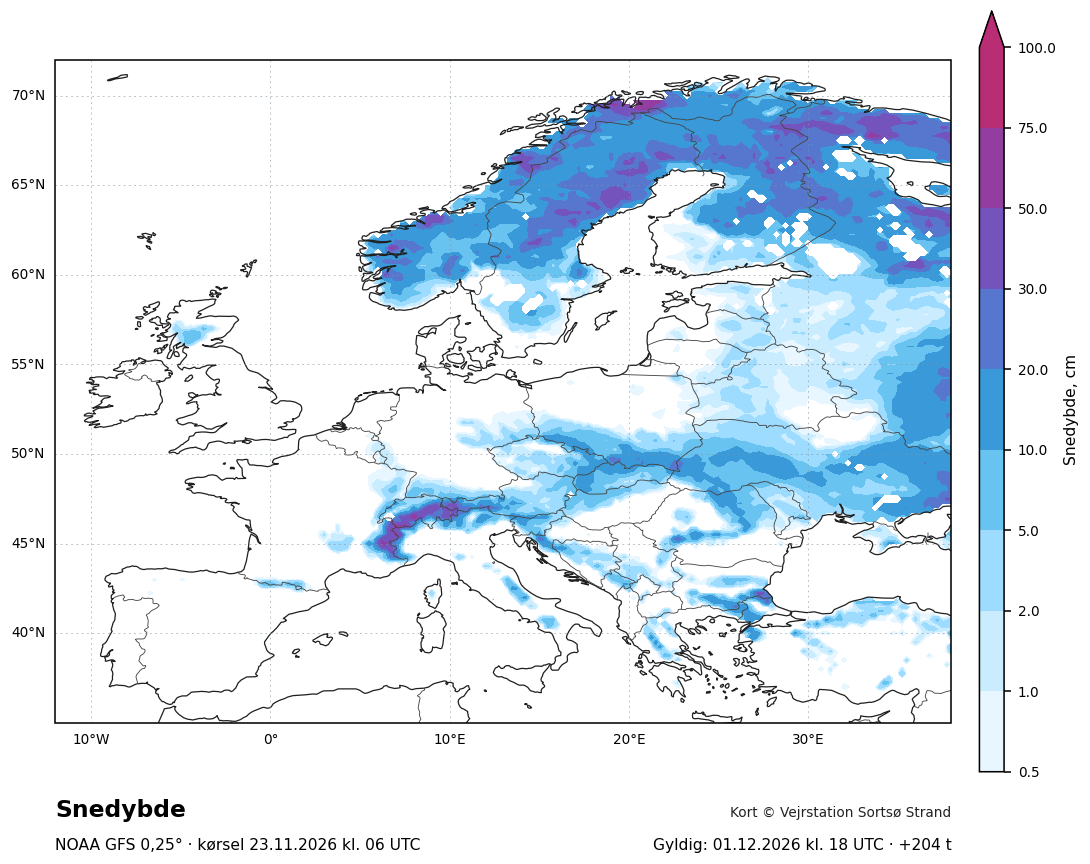 100.0
75.0
50.0
30.0
20.0
10.0
5.0
2.0
1.0
0.5
Snedybde, cm
70°N
65°N
60°N
55°N
50°N
45°N
40°N
10°W 0° 10°E 20°E 30°E
Snedybde
Kort © Vejrstation Sortsø Strand
NOAA GFS 0,25° · kørsel 23.11.2026 kl. 06 UTC
Gyldig: 01.12.2026 kl. 18 UTC · +204 t